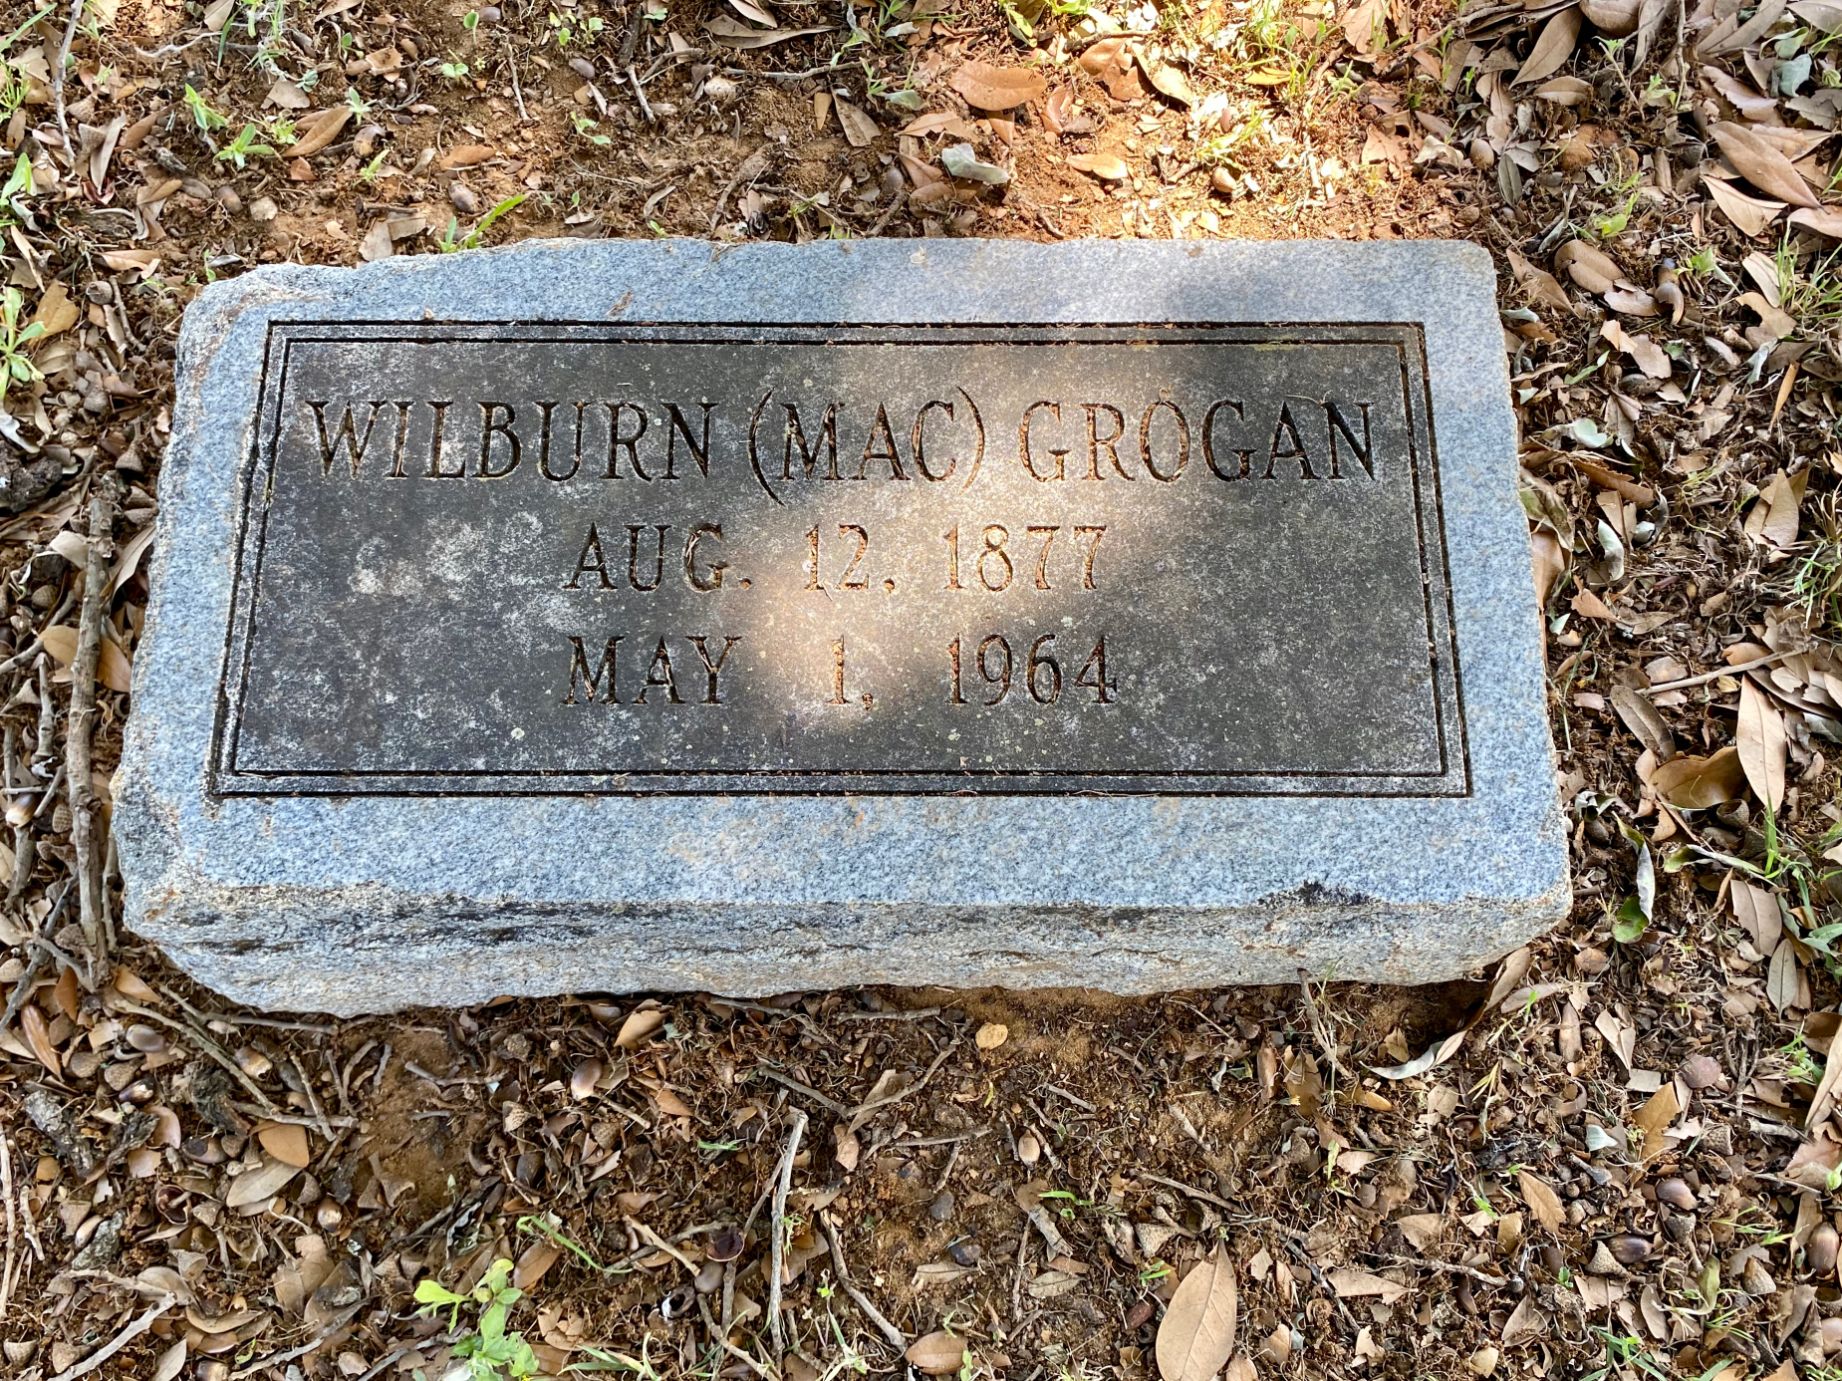 WILBURN (MAC) GROGAN
AUG. 12, 1877
MAY 1, 1964